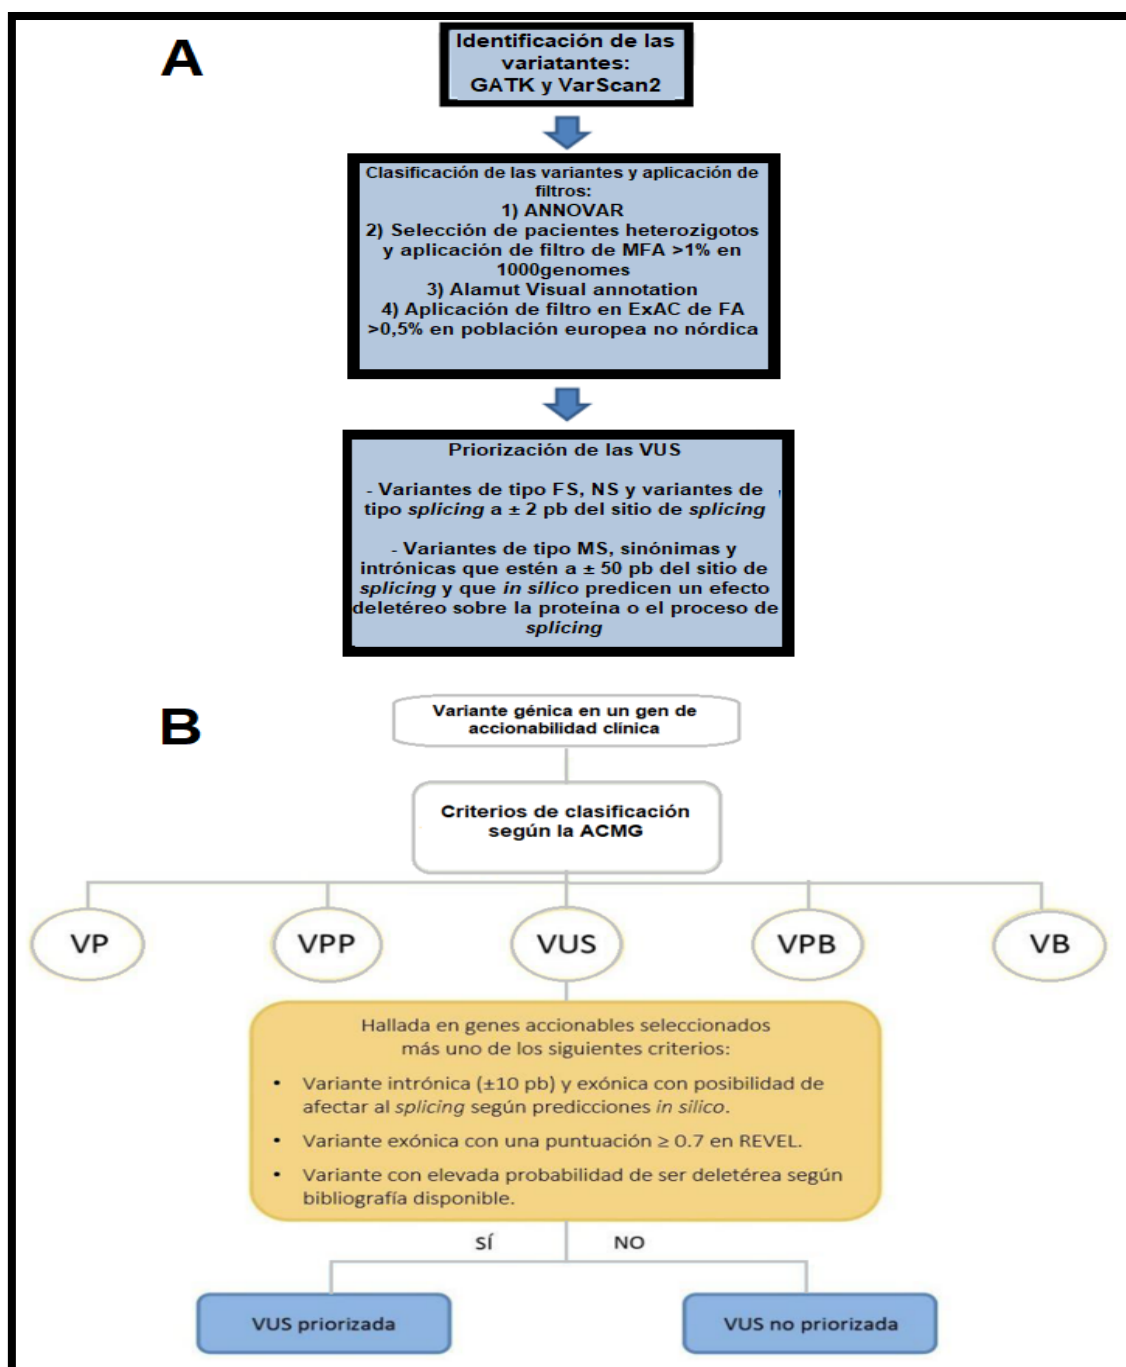 A
Identificación de las
variatantes:
GATK y VarScan2
Clasificación de las variantes y aplicación de
filtros:
1) ANNOVAR
2) Selección de pacientes heterozigotos
y aplicación de filtro de MFA >1% en
1000genomes
3) Alamut Visual annotation
4) Aplicación de filtro en ExAC de FA
>0,5% en población europea no nórdica
Priorización de las VUS
- Variantes de tipo FS, NS y variantes de
tipo splicing a ± 2 pb del sitio de splicing
- Variantes de tipo MS, sinónimas y
intrónicas que estén a ± 50 pb del sitio de
splicing y que in silico predicen un efecto
deletéreo sobre la proteína o el proceso de
splicing
B
Variante génica en un gen de
accionabilidad clínica
Criterios de clasificación
según la ACMG
VP
VPP
VUS
VPB
VB
Hallada en genes accionables seleccionados
más uno de los siguientes criterios:
• Variante intrónica (±10 pb) y exónica con posibilidad de
afectar al splicing según predicciones in silico.
• Variante exónica con una puntuación ≥ 0.7 en REVEL.
• Variante con elevada probabilidad de ser deletérea según
bibliografía disponible.
SÍ
NO
VUS priorizada
VUS no priorizada